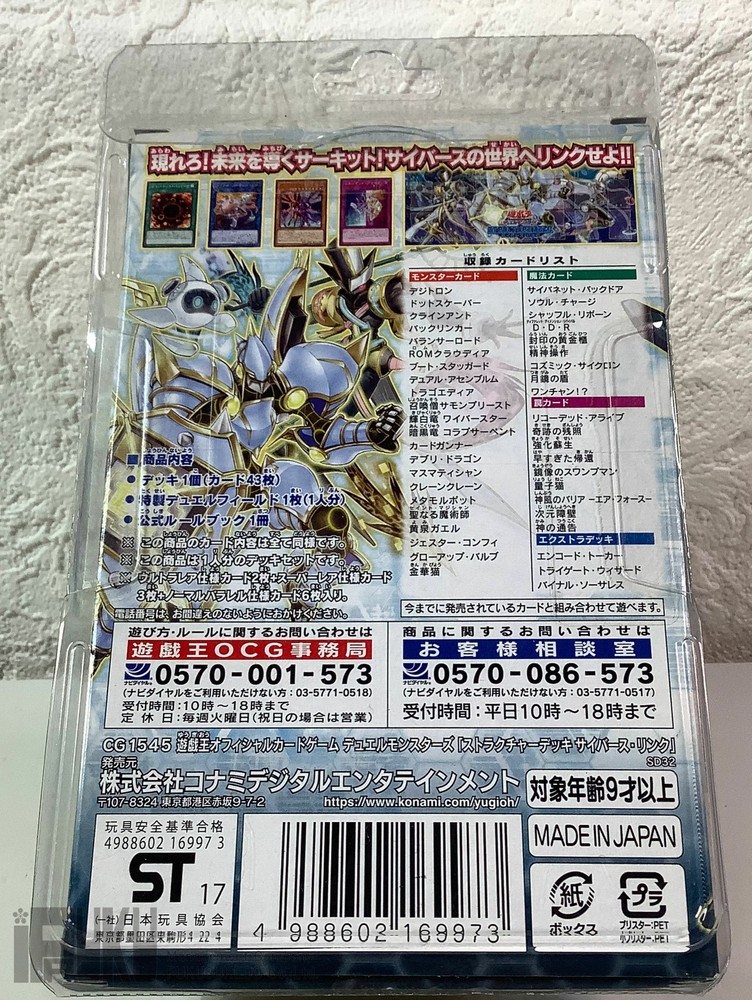 現れろ!未来を導くサーキット!サイバースの世界へリンクせよ!!
遊戯王
収録カードリスト
モンスターカード
デジトロン
ドットスケーパー
クラインアント
バックリンカー
バランサーロード
ROMクラウディア
ブート・スタッガード
デュアル・アセンブルム
トラゴエディア
召喚僧サモンプリースト
輝白竜 ワイバースター
暗黒竜 コラプサーペント
カードガンナー
デブリ・ドラゴン
マスマティシャン
クレーンクレーン
メタモルポット
聖なる魔術師
黄泉ガエル
ジェスター・コンフィ
グローアップ・バルブ
金華猫
魔法カード
サイバネット・バックドア
ソウル・チャージ
シャッフル・リボーン
D・D・R
封印の黄金櫃
精神操作
コズミック・サイクロン
月鏡の盾
ワンチャン!?
罠カード
リコーデッド・アライブ
奇跡の残照
強化蘇生
早すぎた帰還
鏡像のスワンプマン
量子猫
神風のバリア -エア・フォース-
次元障壁
神の通告
エクストラデッキ
エンコード・トーカー
トライゲート・ウィザード
バイナル・ソーサレス
今までに発売されているカードと組み合わせて遊べます。
■商品内容
● デッキ1個(カード43枚)
● 特製デュエルフィールド1枚(1人分)
● 公式ルールブック1冊
※ この商品のカード内容は全て同様です。
※ この商品は1人分のデッキセットです。
※ ウルトラレア仕様カード2枚+スーパーレア仕様カード
3枚+ノーマルパラレル仕様カード6枚入り。
電話番号は、お間違えのないようにおかけください。
遊び方・ルールに関するお問い合わせは
遊戯王OCG事務局
ナビダイヤル 0570-001-573
(ナビダイヤルをご利用いただけない方:03-5771-0518)
受付時間:10時〜18時まで
定休日:毎週火曜日(祝日の場合は営業)
商品に関するお問い合わせは
お客様相談室
ナビダイヤル 0570-086-573
(ナビダイヤルをご利用いただけない方:03-5771-0517)
受付時間:平日10時〜18時まで
CG1545 遊戯王オフィシャルカードゲーム デュエルモンスターズ「ストラクチャーデッキ サイバース・リンク」
SD32
発売元
株式会社コナミデジタルエンタテインメント
〒107-8324 東京都港区赤坂9-7-2
https://www.konami.com/yugioh/
対象年齢9才以上
玩具安全基準合格
4988602 16997 3
ST 17
(一社)日本玩具協会
東京都墨田区東駒形4 22 4
4 988602 169973
MADE IN JAPAN
紙
ボックス
プラ
ブリスター:PET
小ブリスター:PET